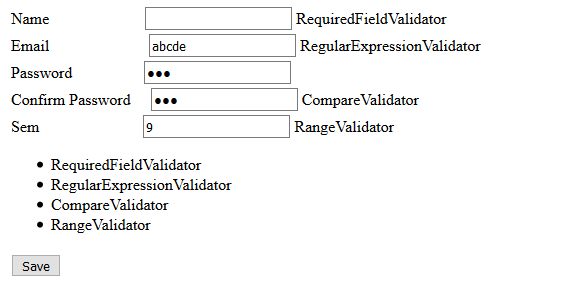 Name RequiredFieldValidator
Email abcde RegularExpressionValidator
Password ●●●
Confirm Password ●●● CompareValidator
Sem 9 RangeValidator
• RequiredFieldValidator
• RegularExpressionValidator
• CompareValidator
• RangeValidator
Save